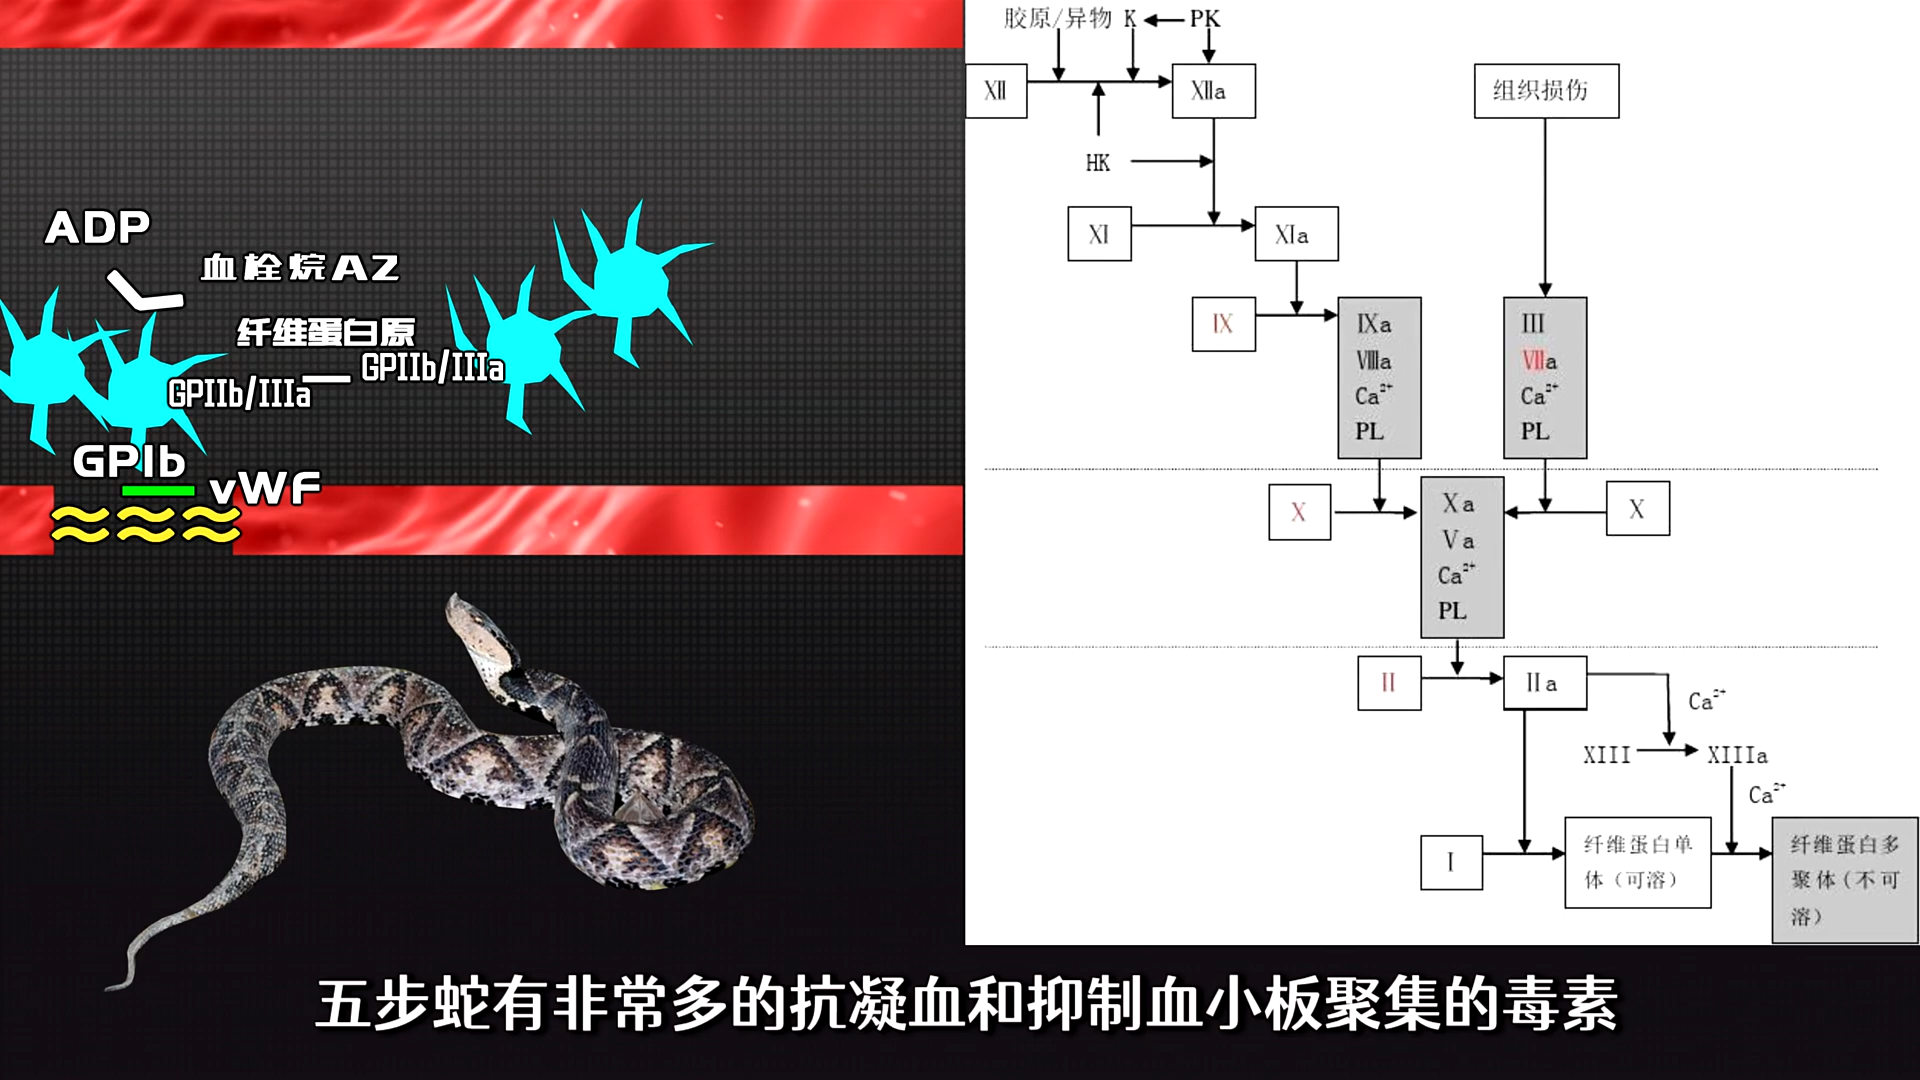 ADP
血栓烷A2
纤维蛋白原
GPIIb/IIIa
GPIIb/IIIa
GPIb
vWF
胶原/异物 K PK
XII
XIIa
组织损伤
HK
XI
XIa
IX
IXa
VIIIa
Ca²⁺
PL
III
VIIa
Ca²⁺
PL
X
Xa
Va
Ca²⁺
PL
X
II
IIa
Ca²⁺
XIII
XIIIa
Ca²⁺
I
纤维蛋白单
体（可溶）
纤维蛋白多
聚体(不可
溶）
五步蛇有非常多的抗凝血和抑制血小板聚集的毒素